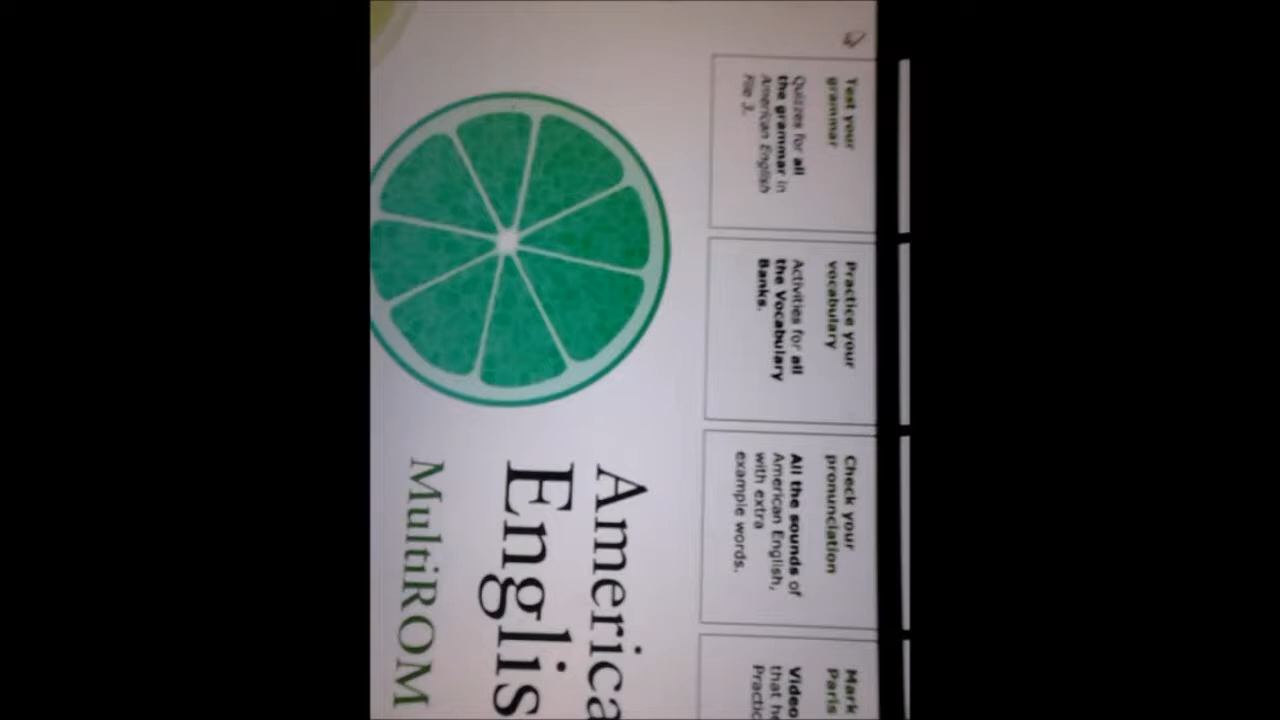 Test your
grammar
Quizzes for all
the grammar in
American English
File 3.
Practice your
vocabulary
Activities for all
the Vocabulary
Banks.
Check your
pronunciation
All the sounds of
American English,
with extra
example words.
Mark
Paris
Video
that he
Practic
America
Englis
MultiROM